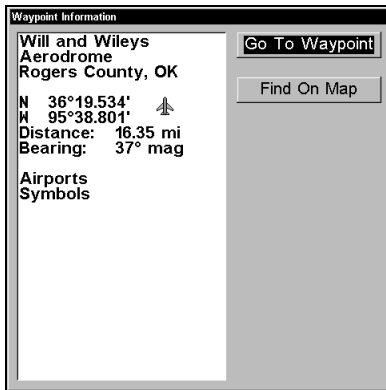 Waypoint Information
Will and Wileys
Aerodrome
Rogers County, OK
N 36°19.534'
W 95°38.801'
Distance: 16.35 mi
Bearing: 37° mag
Airports
Symbols
Go To Waypoint
Find On Map